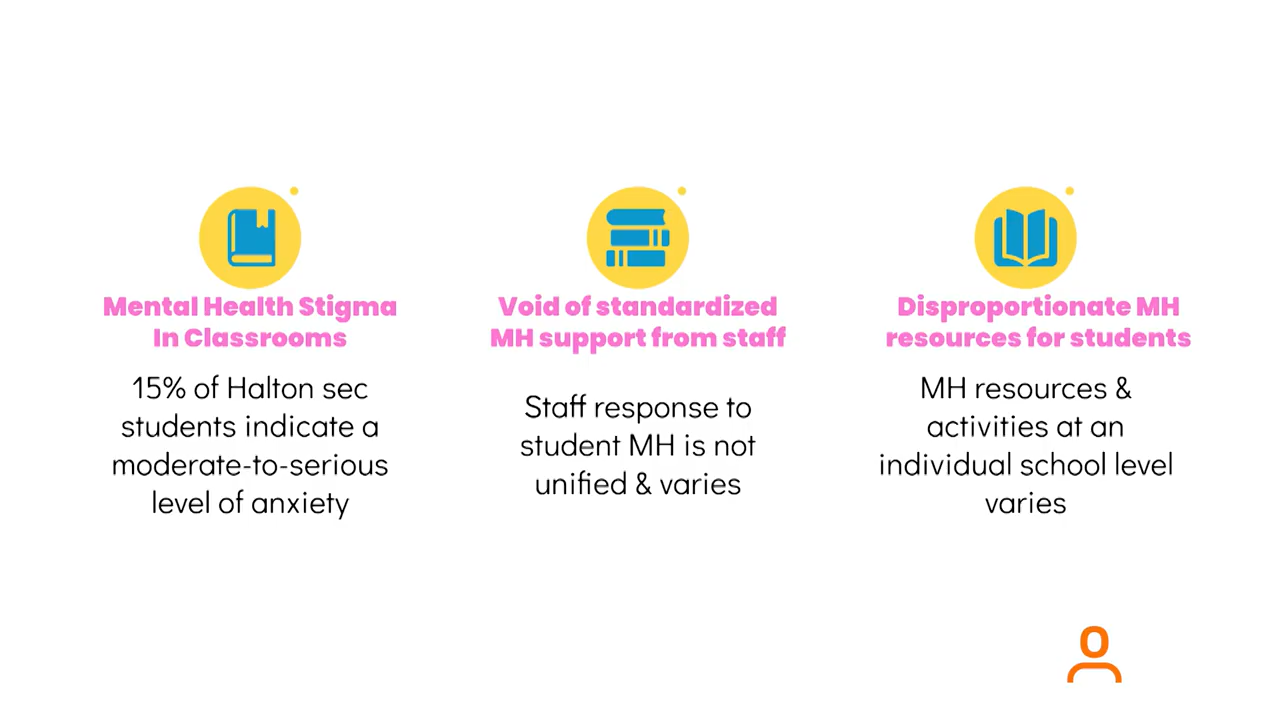 Mental Health Stigma
In Classrooms
15% of Halton sec
students indicate a
moderate-to-serious
level of anxiety
Void of standardized
MH support from staff
Staff response to
student MH is not
unified & varies
Disproportionate MH
resources for students
MH resources &
activities at an
individual school level
varies